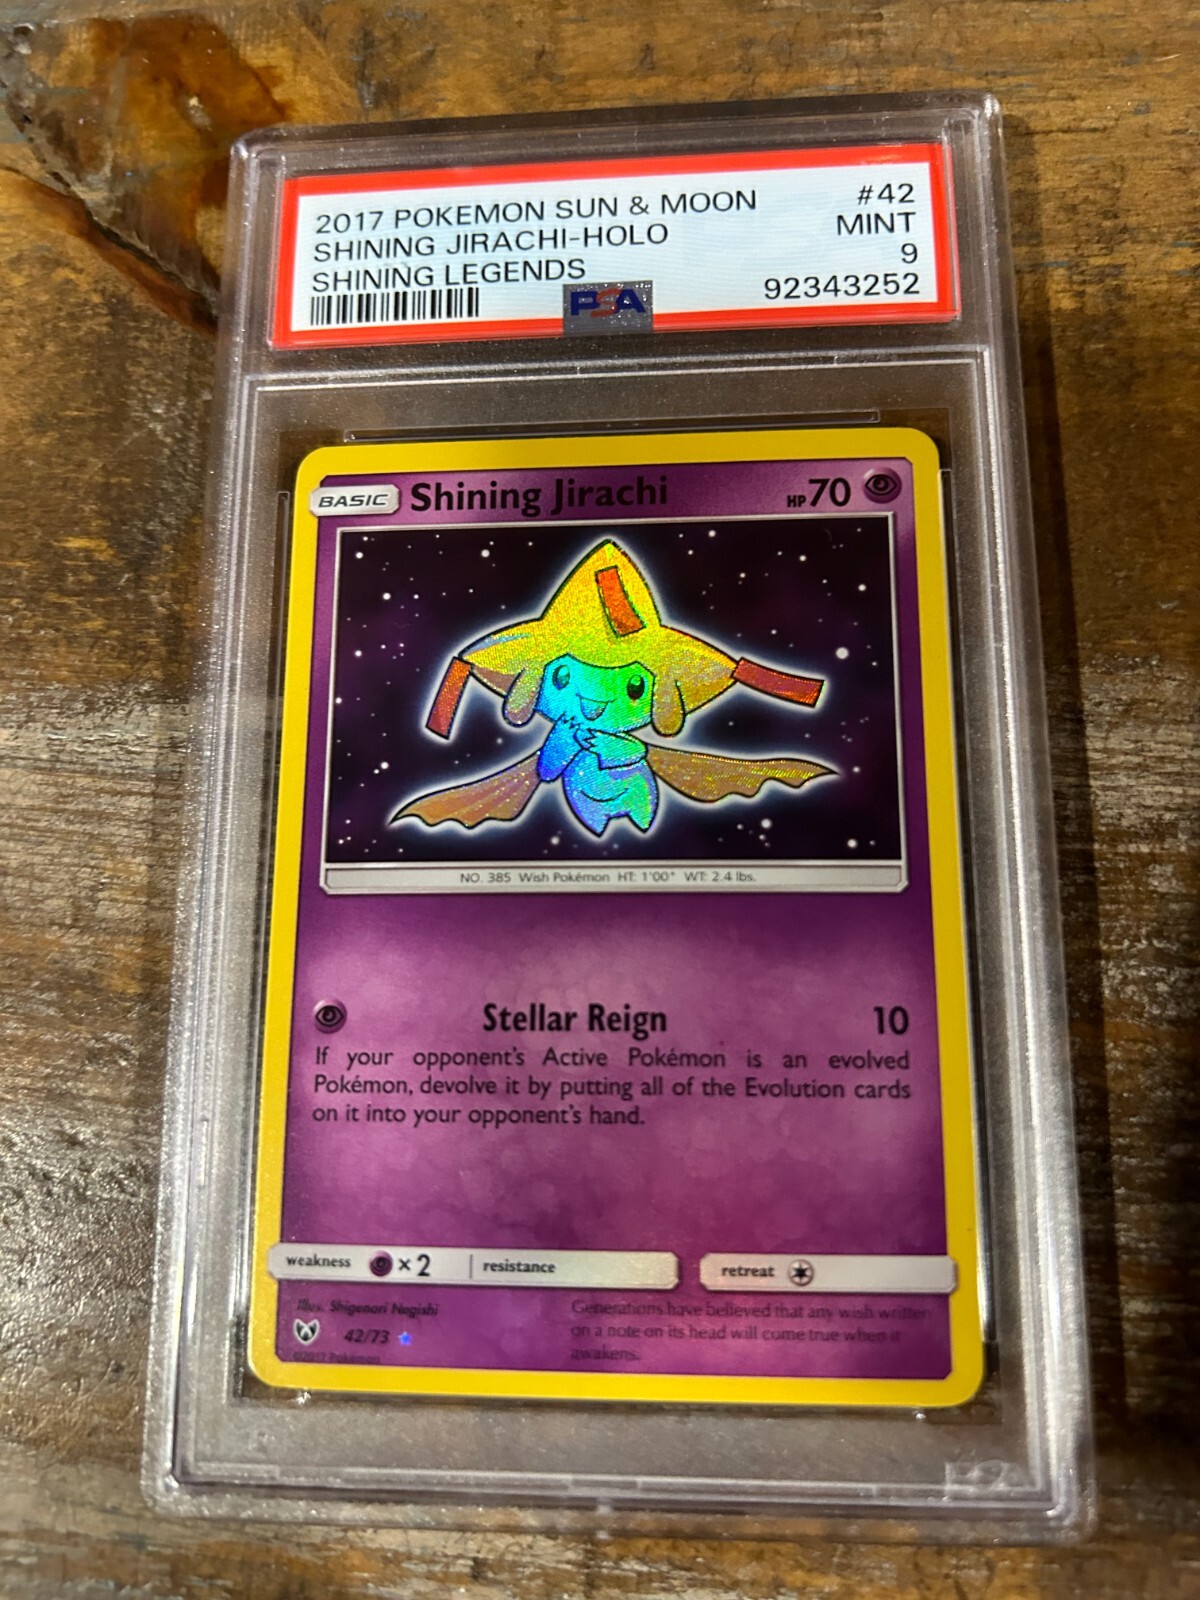 2017 POKEMON SUN & MOON #42
SHINING JIRACHI-HOLO MINT
SHINING LEGENDS 9
PSA 92343252
BASIC Shining Jirachi HP 70
NO. 385 Wish Pokémon HT: 1'00" WT: 2.4 lbs.
Stellar Reign 10
If your opponent's Active Pokémon is an evolved
Pokémon, devolve it by putting all of the Evolution cards
on it into your opponent's hand.
weakness ×2 resistance retreat
Illus. Shigenori Negishi
42/73
©2017 Pokémon
Generations have believed that any wish written
on a note on its head will come true when it
awakens.